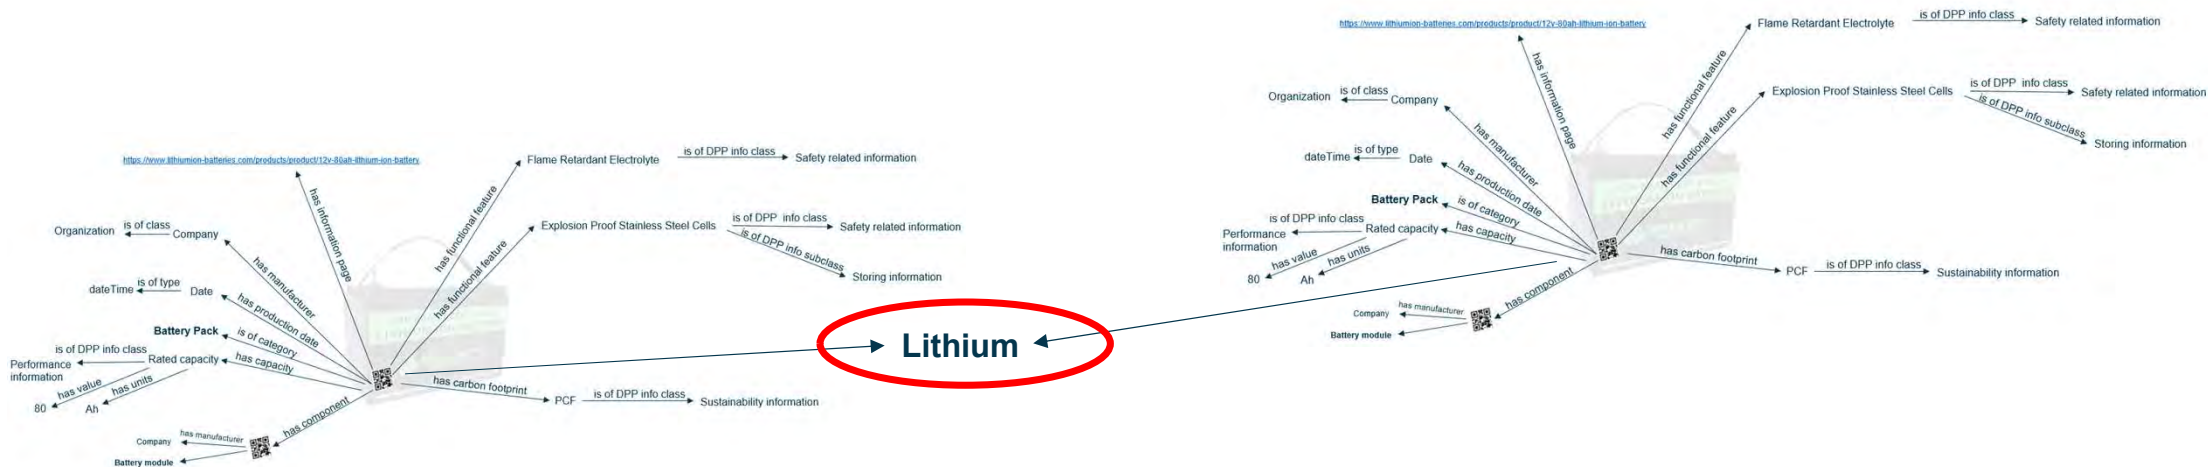 https://www.lithiumion-batteries.com/products/product/12v-80ah-lithium-ion-battery
has information page
Flame Retardant Electrolyte
is of DPP info class
Safety related information
has functional feature
Explosion Proof Stainless Steel Cells
is of DPP info class
Safety related information
is of DPP info subclass
Storing information
has functional feature
Organization
is of class
Company
has manufacturer
dateTime
is of type
Date
has production date
Battery Pack
is of category
is of DPP info class
Performance
information
Rated capacity
has capacity
has value
80
has units
Ah
has carbon footprint
PCF
is of DPP info class
Sustainability information
has component
has manufacturer
Company
Battery module
Lithium
https://www.lithiumion-batteries.com/products/product/12v-80ah-lithium-ion-battery
has information page
Flame Retardant Electrolyte
is of DPP info class
Safety related information
has functional feature
Explosion Proof Stainless Steel Cells
is of DPP info class
Safety related information
is of DPP info subclass
Storing information
has functional feature
Organization
is of class
Company
has manufacturer
dateTime
is of type
Date
has production date
Battery Pack
is of category
is of DPP info class
Performance
information
Rated capacity
has capacity
has value
80
has units
Ah
has carbon footprint
PCF
is of DPP info class
Sustainability information
has component
has manufacturer
Company
Battery module